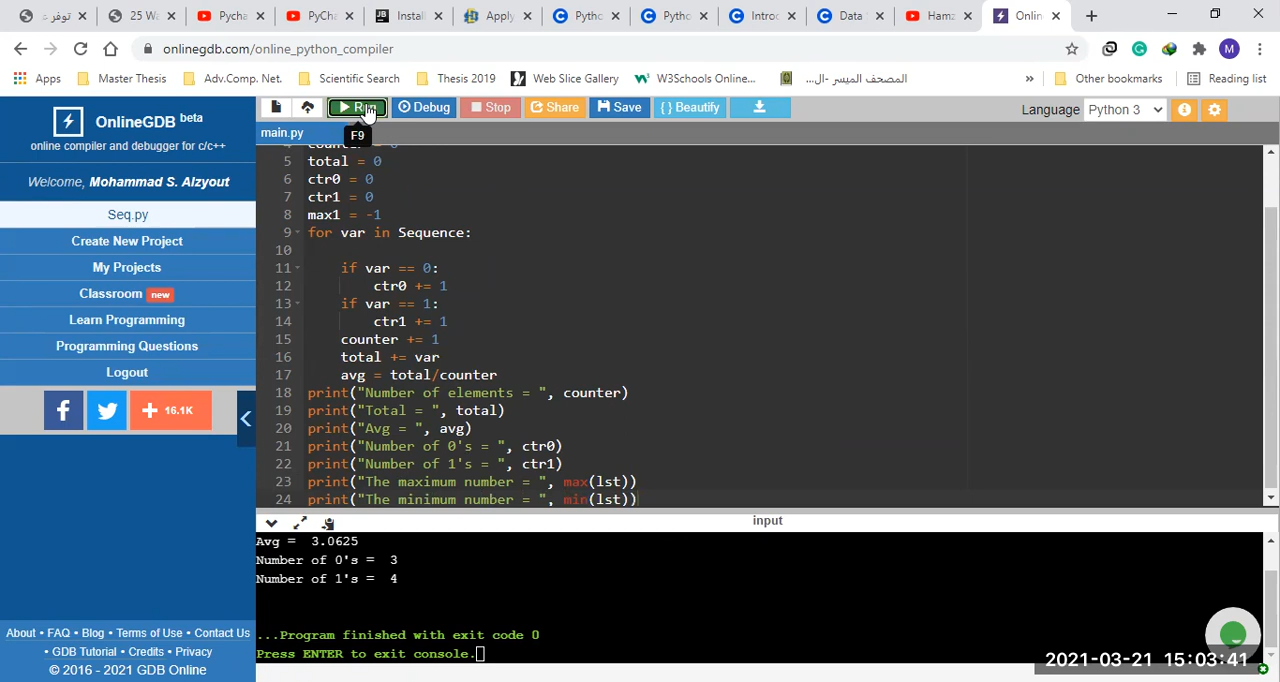 توفر ء
25 Wa
Pycha
PyCha
Install
Apply
Pytho
Pytho
Introd
Data
Hamz
Onlin
onlinegdb.com/online_python_compiler
Apps
Master Thesis
Adv.Comp. Net.
Scientific Search
Thesis 2019
Web Slice Gallery
W3Schools Online...
المصحف الميسر -ال...
»
Other bookmarks
Reading list
M
Run
Debug
Stop
Share
Save
{ } Beautify
Language
Python 3
F9
main.py
OnlineGDB beta
online compiler and debugger for c/c++
Welcome, Mohammad S. Alzyout
Seq.py
Create New Project
My Projects
Classroom new
Learn Programming
Programming Questions
Logout
+ 16.1K
5 total = 0
6 ctr0 = 0
7 ctr1 = 0
8 max1 = -1
9 for var in Sequence:
10
11 if var == 0:
12 ctr0 += 1
13 if var == 1:
14 ctr1 += 1
15 counter += 1
16 total += var
17 avg = total/counter
18 print("Number of elements = ", counter)
19 print("Total = ", total)
20 print("Avg = ", avg)
21 print("Number of 0's = ", ctr0)
22 print("Number of 1's = ", ctr1)
23 print("The maximum number = ", max(lst))
24 print("The minimum number = ", min(lst))
input
Avg =  3.0625
Number of 0's =  3
Number of 1's =  4
...Program finished with exit code 0
Press ENTER to exit console.
About • FAQ • Blog • Terms of Use • Contact Us
• GDB Tutorial • Credits • Privacy
© 2016 - 2021 GDB Online
2021-03-21 15:03:41